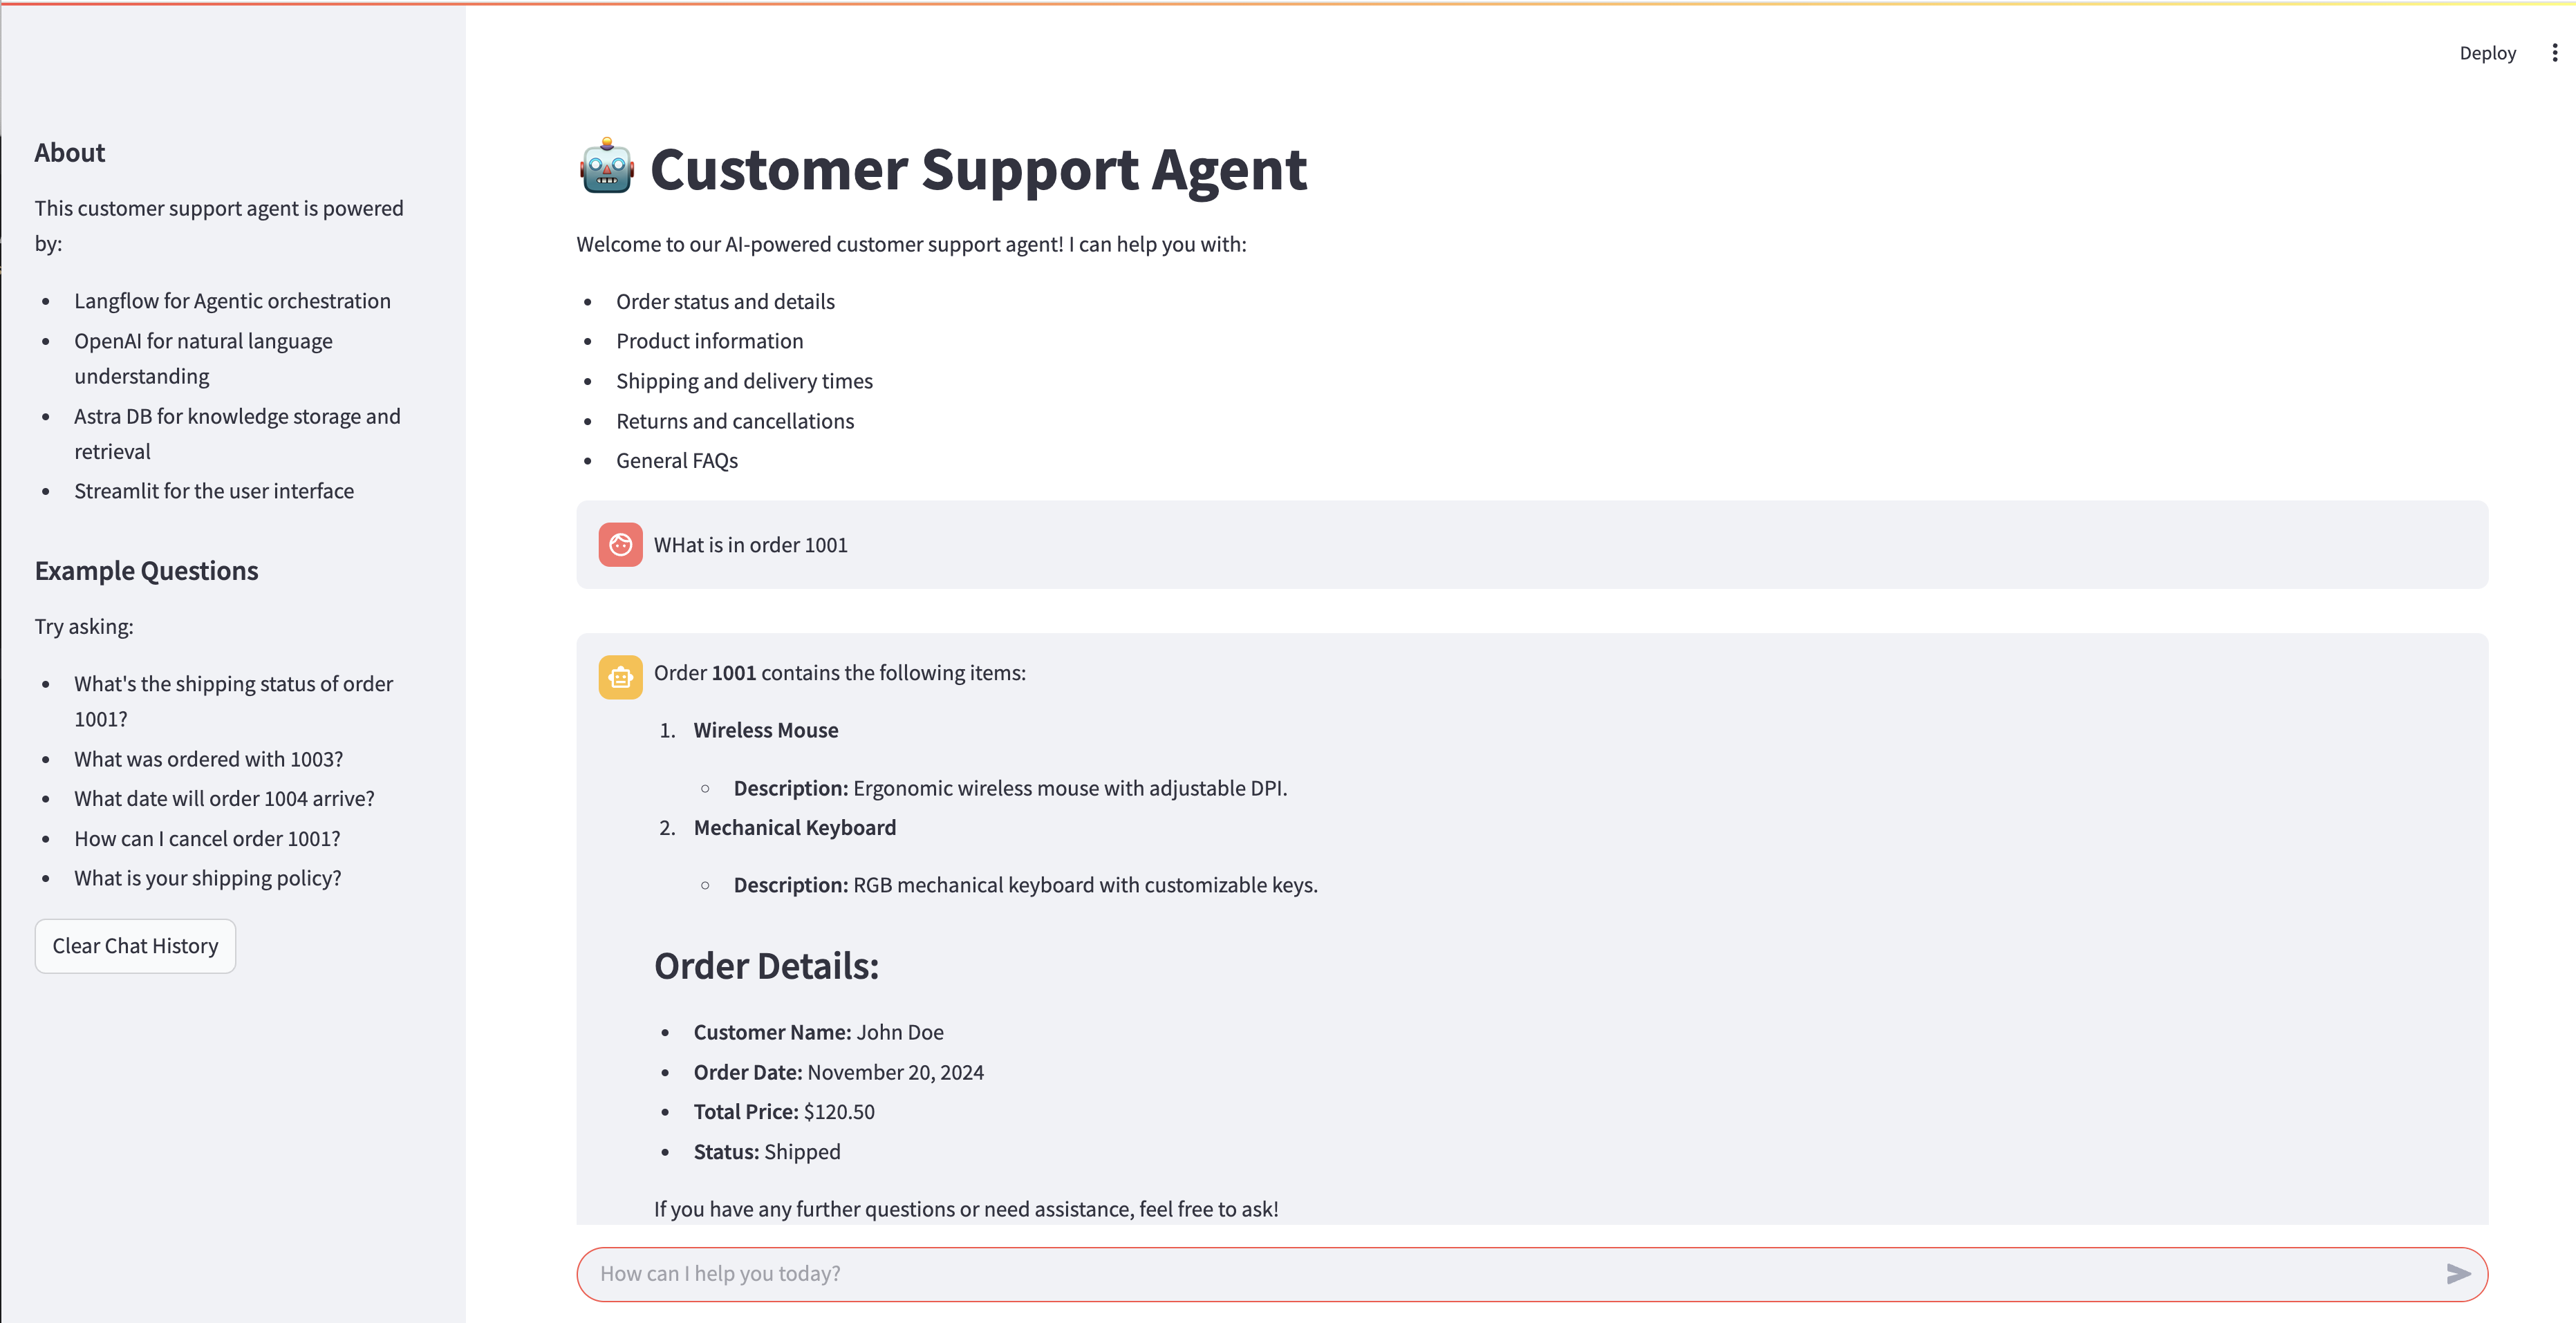 Deploy
About
This customer support agent is powered
by:
Langflow for Agentic orchestration
OpenAI for natural language
understanding
Astra DB for knowledge storage and
retrieval
Streamlit for the user interface
Example Questions
Try asking:
What's the shipping status of order
1001?
What was ordered with 1003?
What date will order 1004 arrive?
How can I cancel order 1001?
What is your shipping policy?
Clear Chat History
Customer Support Agent
Welcome to our AI-powered customer support agent! I can help you with:
Order status and details
Product information
Shipping and delivery times
Returns and cancellations
General FAQs
WHat is in order 1001
Order 1001 contains the following items:
1. Wireless Mouse
Description: Ergonomic wireless mouse with adjustable DPI.
2. Mechanical Keyboard
Description: RGB mechanical keyboard with customizable keys.
Order Details:
Customer Name: John Doe
Order Date: November 20, 2024
Total Price: $120.50
Status: Shipped
If you have any further questions or need assistance, feel free to ask!
How can I help you today?